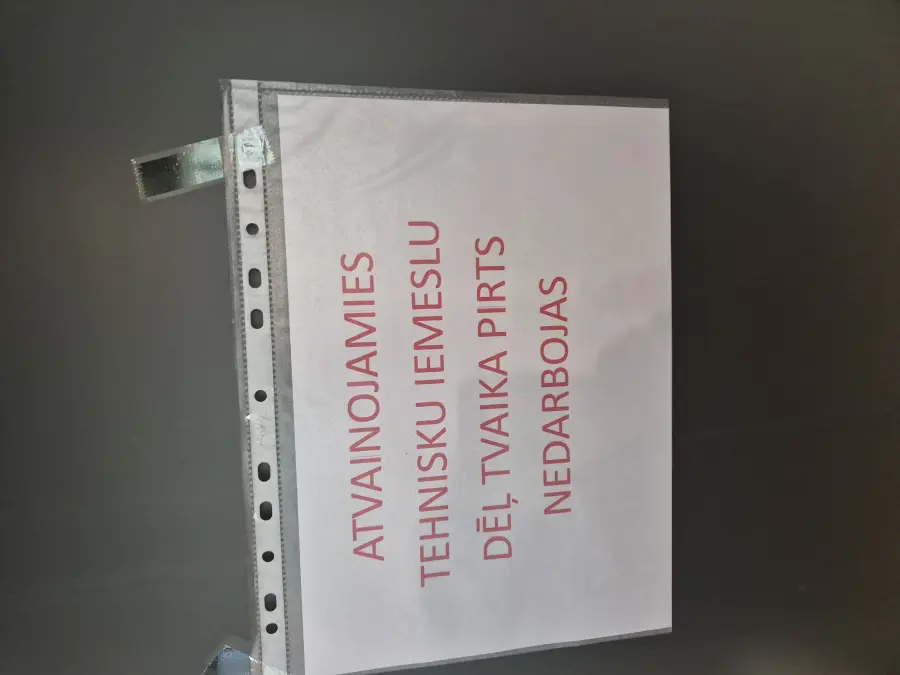 ATVAINOJAMIES
TEHNISKU IEMESLU
DĒĻ TVAIKA PIRTS
NEDARBOJAS